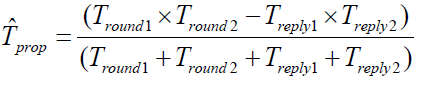 T̂_prop = (T_round1 × T_round2 − T_reply1 × T_reply2) / (T_round1 + T_round2 + T_reply1 + T_reply2)